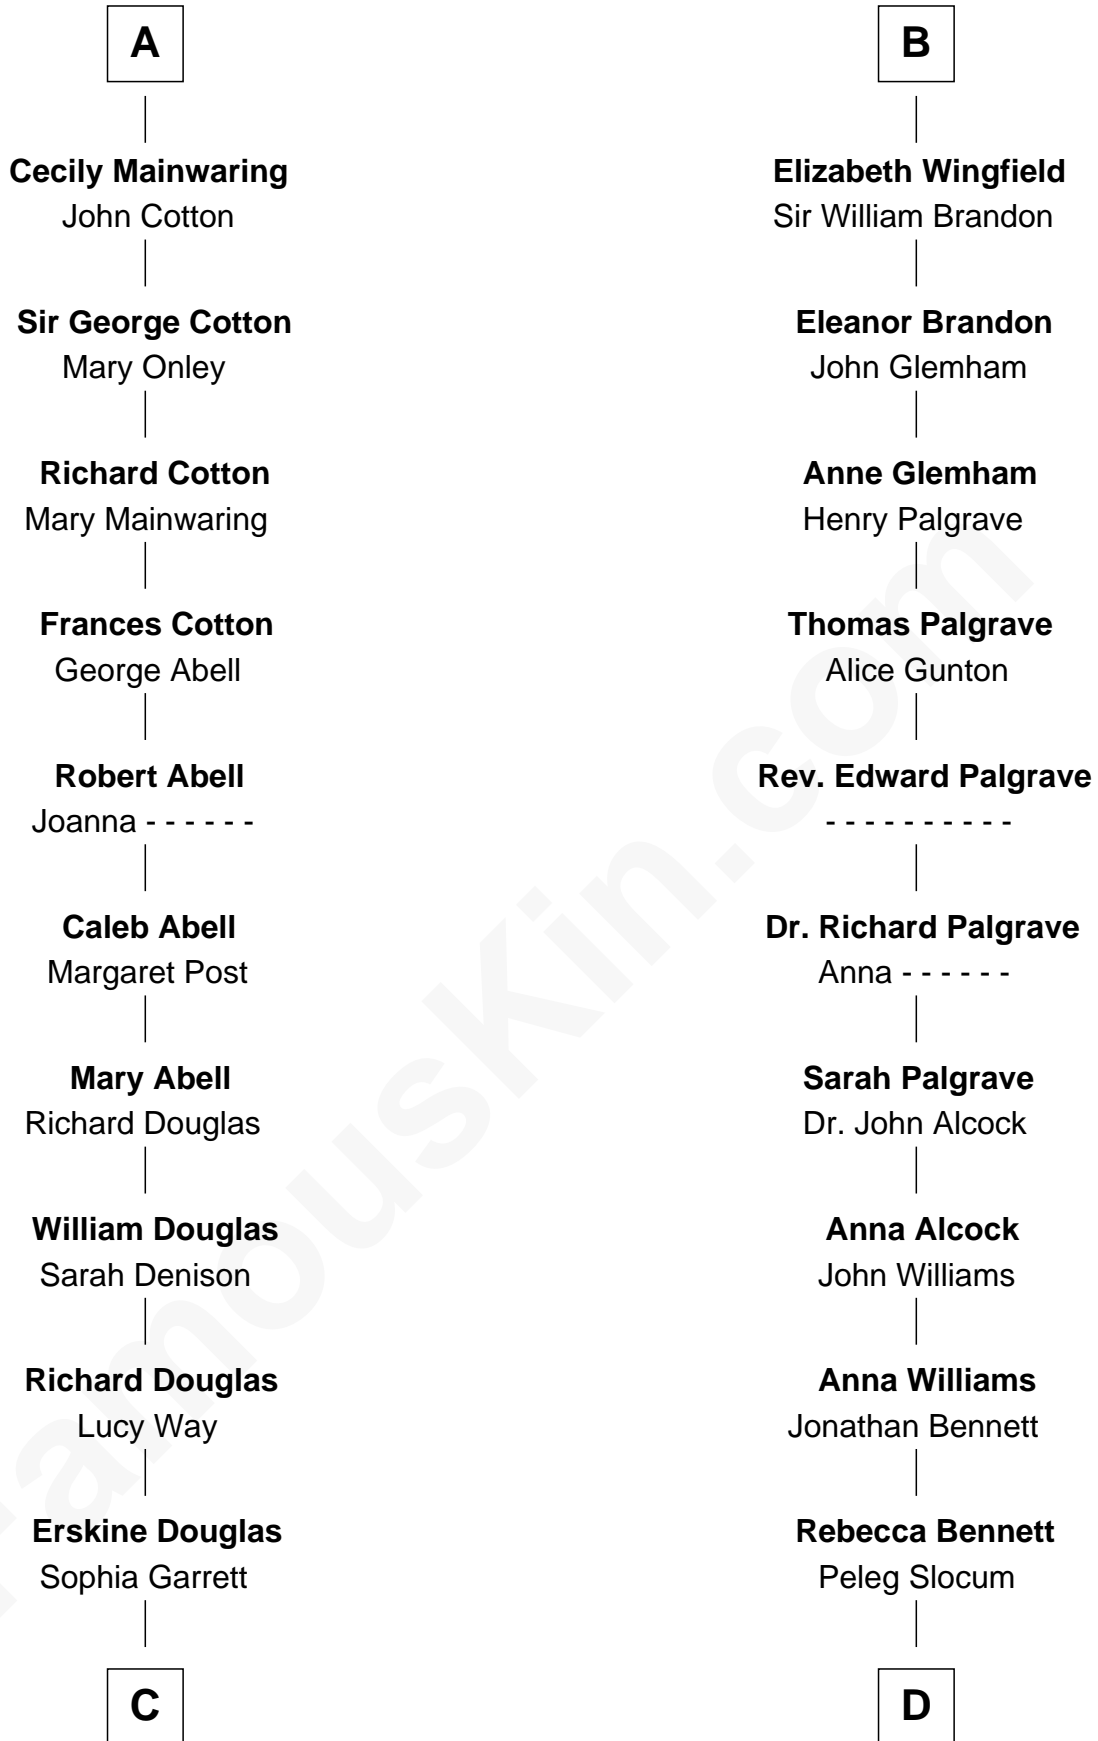 A
Cecily Mainwaring
John Cotton
Sir George Cotton
Mary Onley
Richard Cotton
Mary Mainwaring
Frances Cotton
George Abell
Robert Abell
Joanna - - - - - -
Caleb Abell
Margaret Post
Mary Abell
Richard Douglas
William Douglas
Sarah Denison
Richard Douglas
Lucy Way
Erskine Douglas
Sophia Garrett
C
B
Elizabeth Wingfield
Sir William Brandon
Eleanor Brandon
John Glemham
Anne Glemham
Henry Palgrave
Thomas Palgrave
Alice Gunton
Rev. Edward Palgrave
- - - - - - - - - -
Dr. Richard Palgrave
Anna - - - - - -
Sarah Palgrave
Dr. John Alcock
Anna Alcock
John Williams
Anna Williams
Jonathan Bennett
Rebecca Bennett
Peleg Slocum
D
FamousKin.com